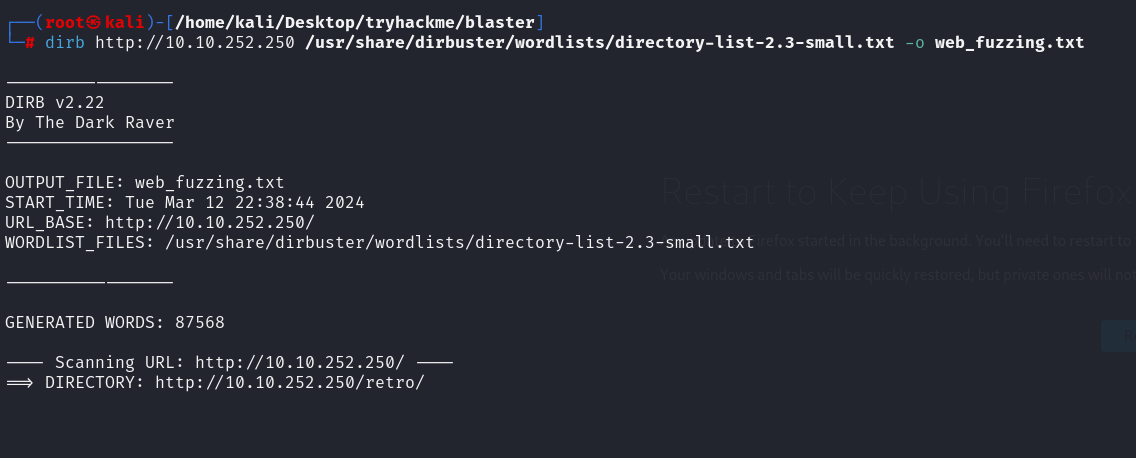 ┌──(root㉿kali)-[/home/kali/Desktop/tryhackme/blaster]
└─# dirb http://10.10.252.250 /usr/share/dirbuster/wordlists/directory-list-2.3-small.txt -o web_fuzzing.txt
-----------------
DIRB v2.22
By The Dark Raver
-----------------
OUTPUT_FILE: web_fuzzing.txt
START_TIME: Tue Mar 12 22:38:44 2024
URL_BASE: http://10.10.252.250/
Restart to Keep Using Firefox
WORDLIST_FILES: /usr/share/dirbuster/wordlists/directory-list-2.3-small.txt
irefox started in the background. You'll need to restart to
-----------------
Your windows and tabs will be quickly restored, but private ones will not
GENERATED WORDS: 87568
---- Scanning URL: http://10.10.252.250/ ----
==> DIRECTORY: http://10.10.252.250/retro/